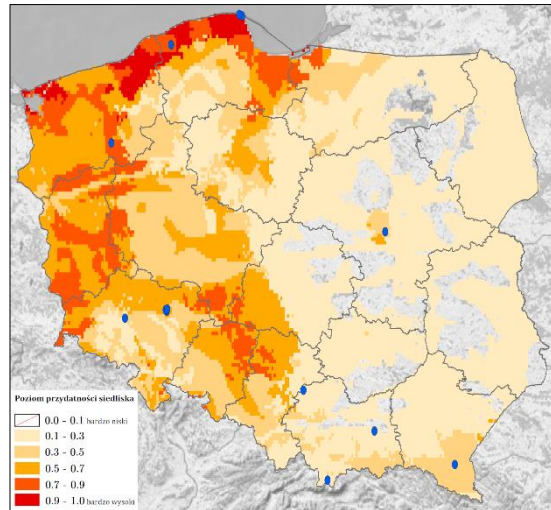 Poziom przydatności siedliska
0.0 - 0.1 bardzo niski
0.1 - 0.3
0.3 - 0.5
0.5 - 0.7
0.7 - 0.9
0.9 - 1.0 bardzo wysoki